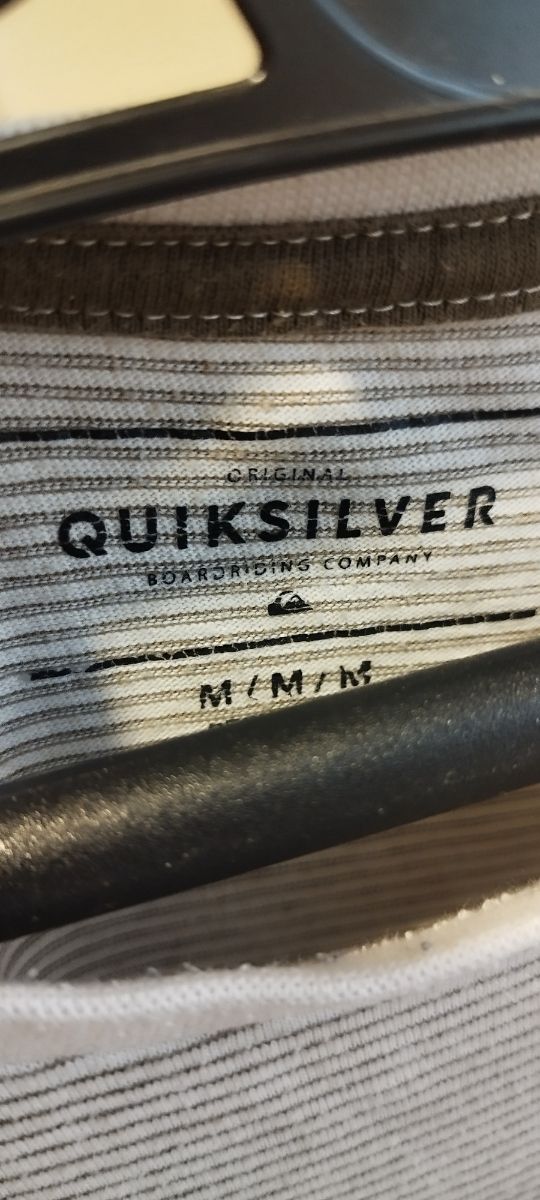 ORIGINAL
QUIKSILVER
BOARDRIDING COMPANY
M / M / M